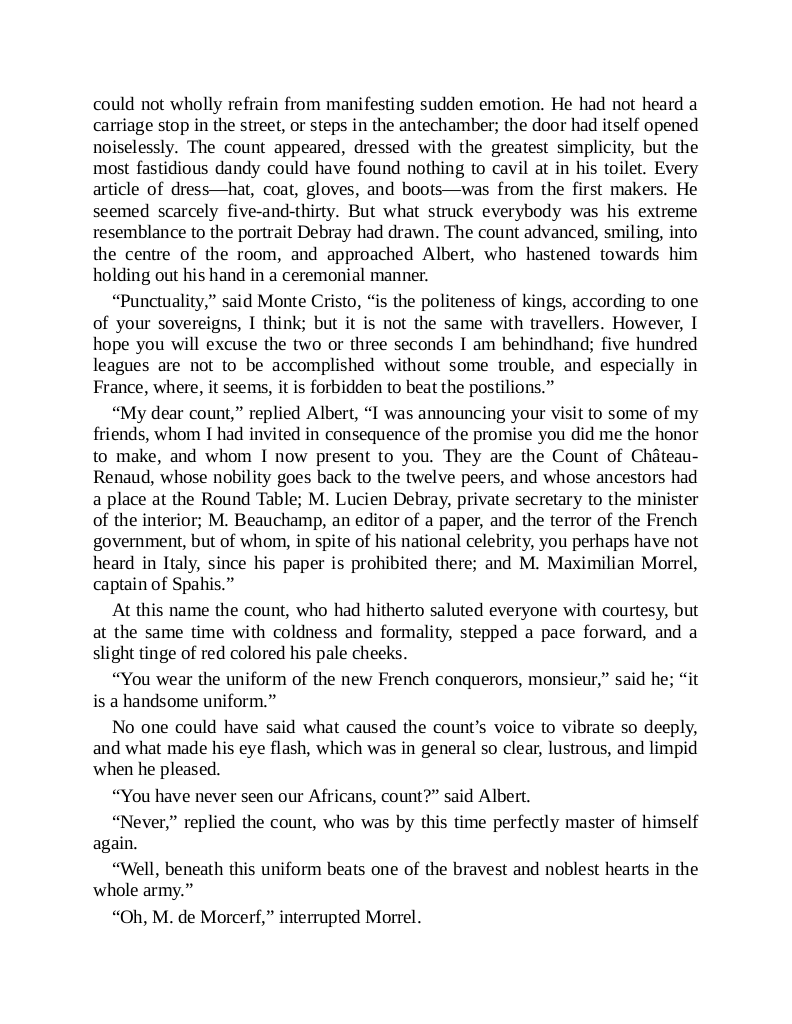 could not wholly refrain from manifesting sudden emotion. He had not heard a
carriage stop in the street, or steps in the antechamber; the door had itself opened
noiselessly. The count appeared, dressed with the greatest simplicity, but the
most fastidious dandy could have found nothing to cavil at in his toilet. Every
article of dress—hat, coat, gloves, and boots—was from the first makers. He
seemed scarcely five-and-thirty. But what struck everybody was his extreme
resemblance to the portrait Debray had drawn. The count advanced, smiling, into
the centre of the room, and approached Albert, who hastened towards him
holding out his hand in a ceremonial manner.
“Punctuality,” said Monte Cristo, “is the politeness of kings, according to one
of your sovereigns, I think; but it is not the same with travellers. However, I
hope you will excuse the two or three seconds I am behindhand; five hundred
leagues are not to be accomplished without some trouble, and especially in
France, where, it seems, it is forbidden to beat the postilions.”
“My dear count,” replied Albert, “I was announcing your visit to some of my
friends, whom I had invited in consequence of the promise you did me the honor
to make, and whom I now present to you. They are the Count of Château-
Renaud, whose nobility goes back to the twelve peers, and whose ancestors had
a place at the Round Table; M. Lucien Debray, private secretary to the minister
of the interior; M. Beauchamp, an editor of a paper, and the terror of the French
government, but of whom, in spite of his national celebrity, you perhaps have not
heard in Italy, since his paper is prohibited there; and M. Maximilian Morrel,
captain of Spahis.”
At this name the count, who had hitherto saluted everyone with courtesy, but
at the same time with coldness and formality, stepped a pace forward, and a
slight tinge of red colored his pale cheeks.
“You wear the uniform of the new French conquerors, monsieur,” said he; “it
is a handsome uniform.”
No one could have said what caused the count’s voice to vibrate so deeply,
and what made his eye flash, which was in general so clear, lustrous, and limpid
when he pleased.
“You have never seen our Africans, count?” said Albert.
“Never,” replied the count, who was by this time perfectly master of himself
again.
“Well, beneath this uniform beats one of the bravest and noblest hearts in the
whole army.”
“Oh, M. de Morcerf,” interrupted Morrel.